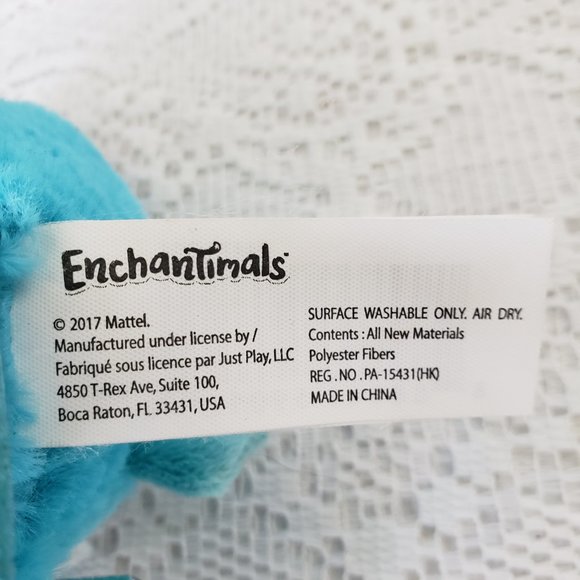 Enchantimals™
© 2017 Mattel.
Manufactured under license by /
Fabriqué sous licence par Just Play, LLC
4850 T-Rex Ave, Suite 100,
Boca Raton, FL 33431, USA
SURFACE WASHABLE ONLY. AIR DRY.
Contents : All New Materials
Polyester Fibers
REG . NO . PA-15431(HK)
MADE IN CHINA